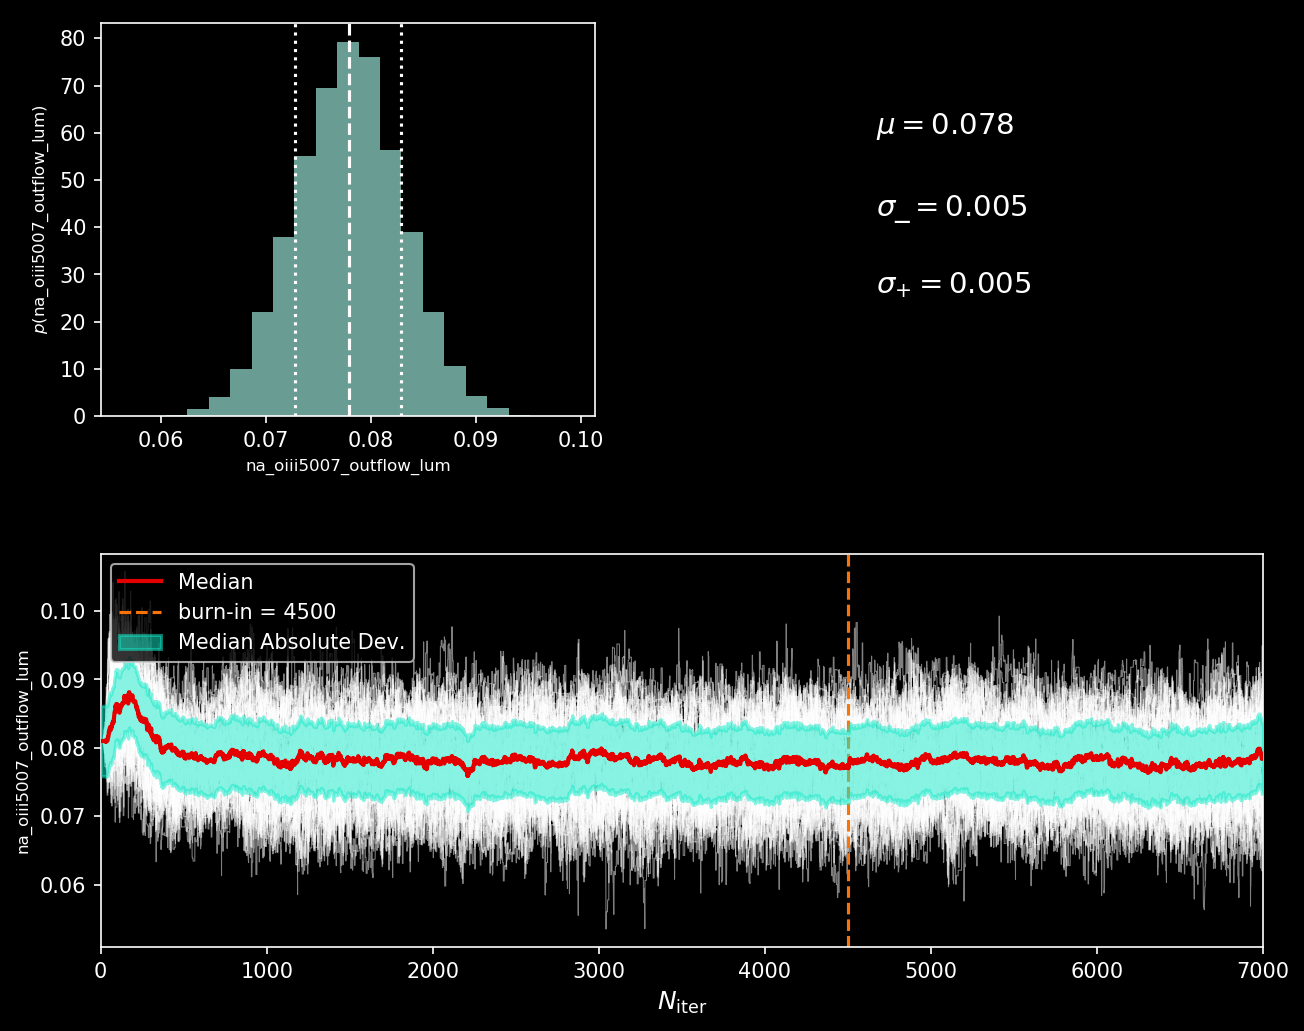 80
70
60
50
40
30
20
10
0
p(na_oiii5007_outflow_lum)
0.06 0.07 0.08 0.09 0.10
na_oiii5007_outflow_lum
μ = 0.078
σ₋ = 0.005
σ₊ = 0.005
Median
burn-in = 4500
Median Absolute Dev.
0.10
0.09
0.08
0.07
0.06
na_oiii5007_outflow_lum
0 1000 2000 3000 4000 5000 6000 7000
N_iter